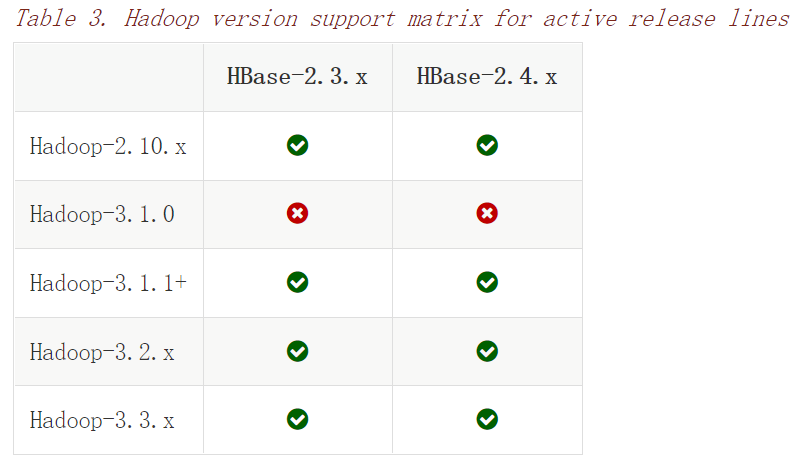 Table 3. Hadoop version support matrix for active release lines
HBase-2.3.x HBase-2.4.x
Hadoop-2.10.x
Hadoop-3.1.0
Hadoop-3.1.1+
Hadoop-3.2.x
Hadoop-3.3.x